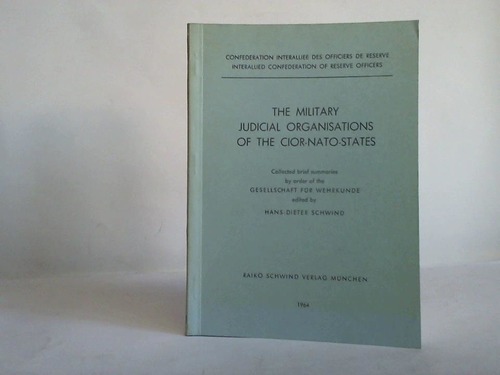 CONFEDERATION INTERALLIEE DES OFFICIERS DE RESERVE
INTERALLIED CONFEDERATION OF RESERVE OFFICERS
THE MILITARY
JUDICIAL ORGANISATIONS
OF THE CIOR-NATO-STATES
Collected brief summaries
by order of the
GESELLSCHAFT FÜR WEHRKUNDE
edited by
HANS-DIETER SCHWIND
RAIKO SCHWIND VERLAG MÜNCHEN
1964